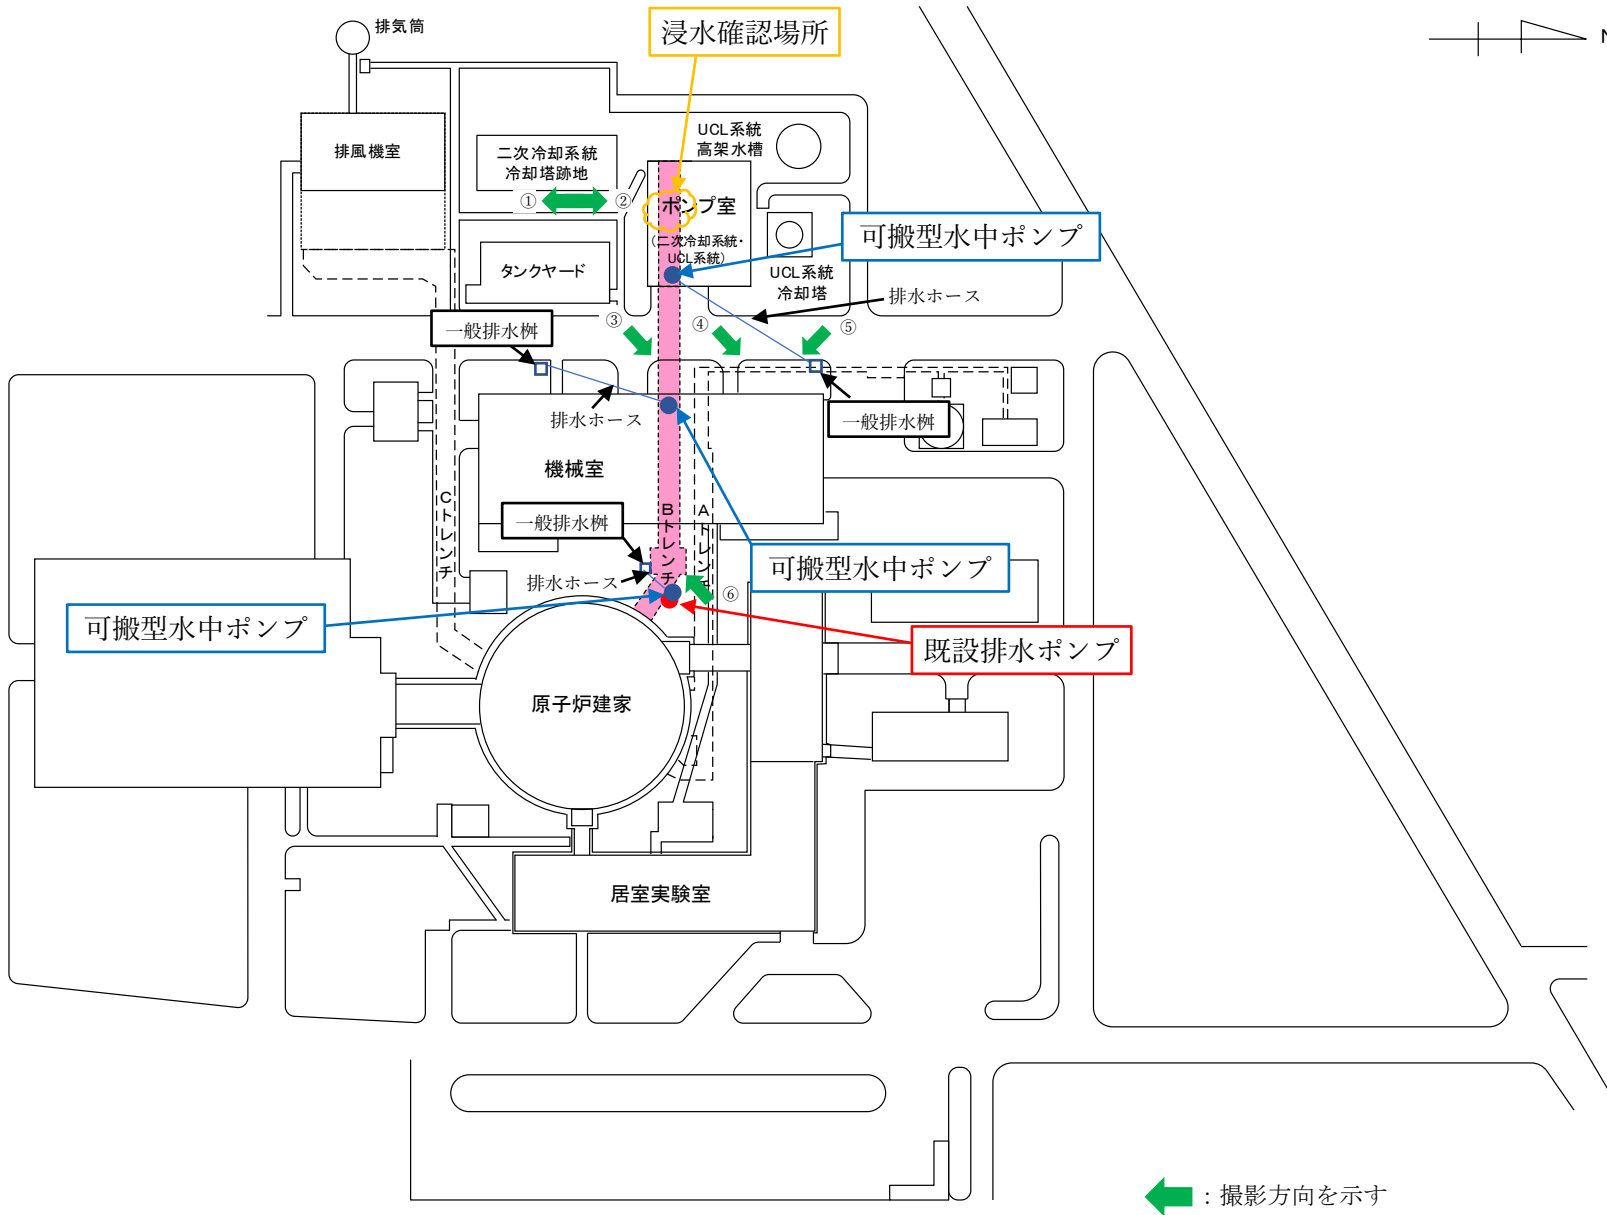 排気筒
浸水確認場所
N
排風機室
二次冷却系統
冷却塔跡地
UCL系統
高架水槽
①
②
ポンプ室
(二次冷却系統・
UCL系統)
可搬型水中ポンプ
タンクヤード
UCL系統
冷却塔
排水ホース
一般排水桝
③
④
⑤
排水ホース
一般排水桝
機械室
Cトレンチ
Bトレンチ
Aトレンチ
一般排水桝
排水ホース
可搬型水中ポンプ
⑥
可搬型水中ポンプ
既設排水ポンプ
原子炉建家
居室実験室
：撮影方向を示す